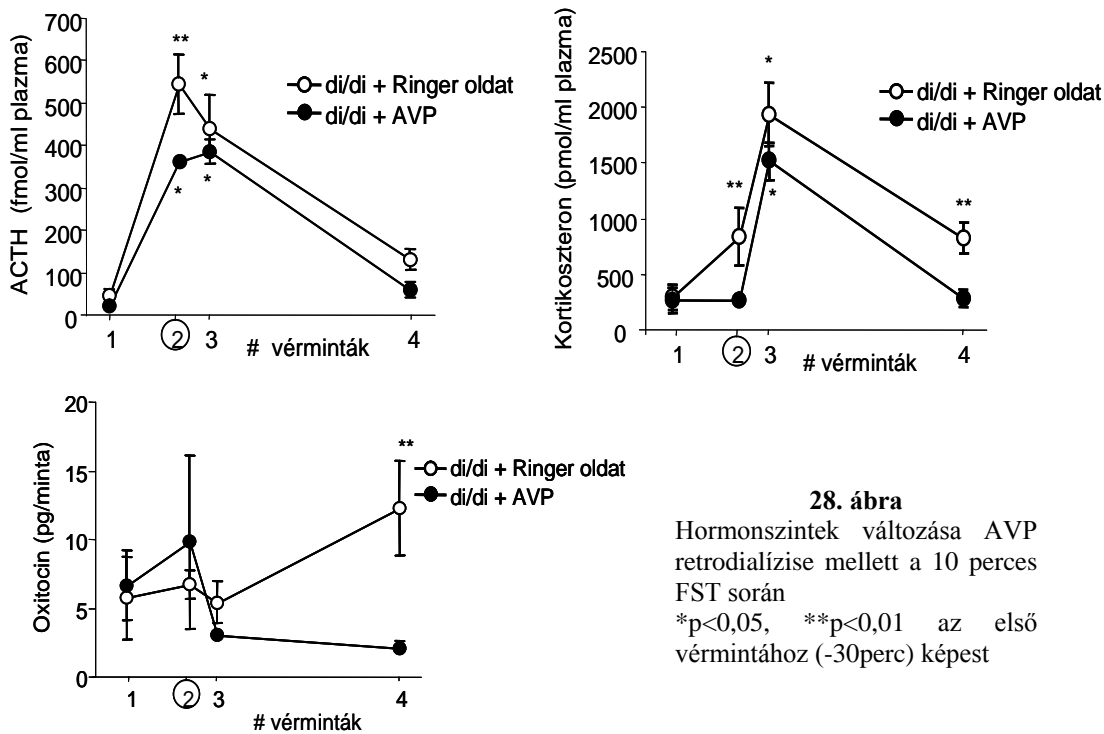 700
600
500
400
300
200
100
0
ACTH (fmol/ml plazma)
**
*
*
*
di/di + Ringer oldat
di/di + AVP
1 2 3 4
# vérminták
2500
2000
1500
1000
500
0
Kortikoszteron (pmol/ml plazma)
*
**
*
**
di/di + Ringer oldat
di/di + AVP
1 2 3 4
# vérminták
20
15
10
5
0
Oxitocin (pg/minta)
**
di/di + Ringer oldat
di/di + AVP
1 2 3 4
# vérminták
28. ábra
Hormonszintek változása AVP
retrodialízise mellett a 10 perces
FST során
*p<0,05, **p<0,01 az első
vérmintához (-30perc) képest